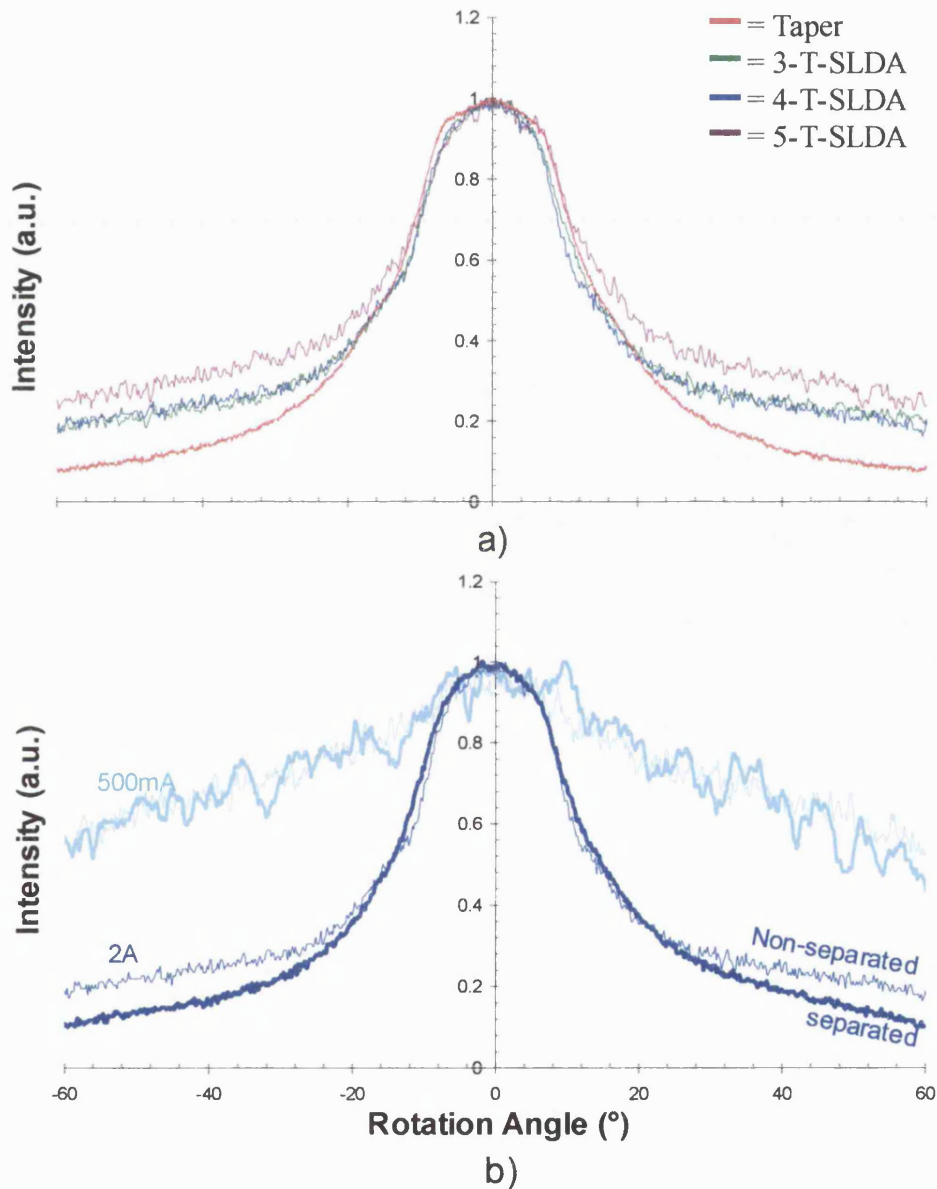 1.2
= Taper
= 3-T-SLDA
= 4-T-SLDA
= 5-T-SLDA
1
0.8
0.6
0.4
0.2
0
Intensity (a.u.)
a)
1.2
1
0.8
0.6
0.4
0.2
0
Intensity (a.u.)
500mA
2A
Non-separated
separated
-60 -40 -20 0 20 40 60
Rotation Angle (°)
b)